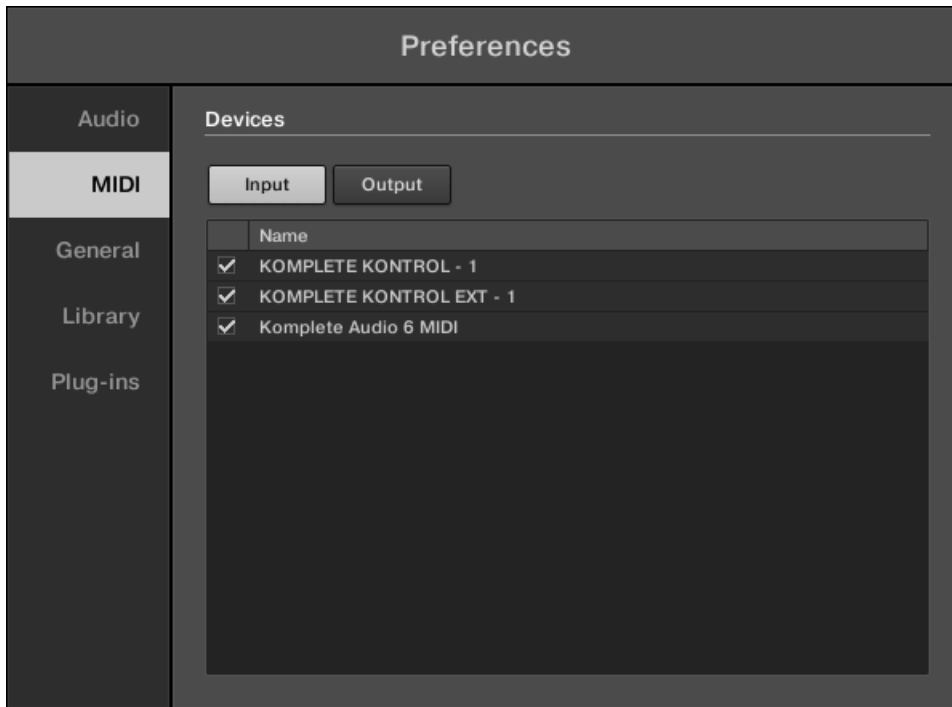 Preferences
Audio
MIDI
General
Library
Plug-ins
Devices
Input Output
Name
KOMPLETE KONTROL - 1
KOMPLETE KONTROL EXT - 1
Komplete Audio 6 MIDI